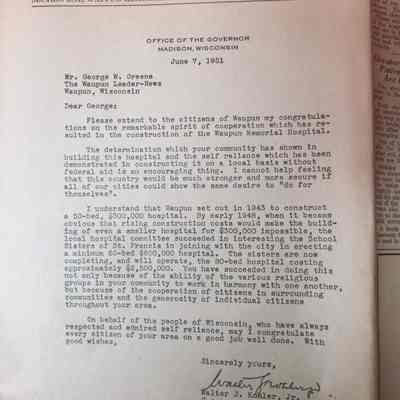 OFFICE OF THE GOVERNOR
MADISON, WISCONSIN
June 7, 1951
Mr. George W. Greene
The Waupun Leader-News
Waupun, Wisconsin
Dear George:
Please extend to the citizens of Waupun my congratula-
tions on the remarkable spirit of cooperation which has re-
sulted in the construction of the Waupun Memorial Hospital.
The determination which your community has shown in
building this hospital and the self reliance which has been
demonstrated in constructing it on a local basis without
federal aid is an encouraging thing. I cannot help feeling
that this country would be much stronger and more secure if
all of our cities could show the same desire to "do for
themselves".
I understand that Waupun set out in 1943 to construct
a 50-bed, $300,000 hospital. By early 1948, when it became
obvious that rising construction costs would make the build-
ing of even a smaller hospital for $300,000 impossible, the
local hospital committee succeeded in interesting the School
Sisters of St. Francis in joining with the city in erecting
a minimum 50-bed $600,000 hospital. The sisters are now
completing, and will operate, the 80-bed hospital costing
approximately $2,500,000. You have succeeded in doing this
not only because of the ability of the various religious
groups in your community to work in harmony with one another,
but because of the cooperation of citizens in surrounding
communities and the generosity of individual citizens
throughout your area.
On behalf of the people of Wisconsin, who have always
respected and admired self reliance, may I congratulate
every citizen of your area on a good job well done. With
good wishes,
Sincerely yours,
Walter J. Kohler, Jr.